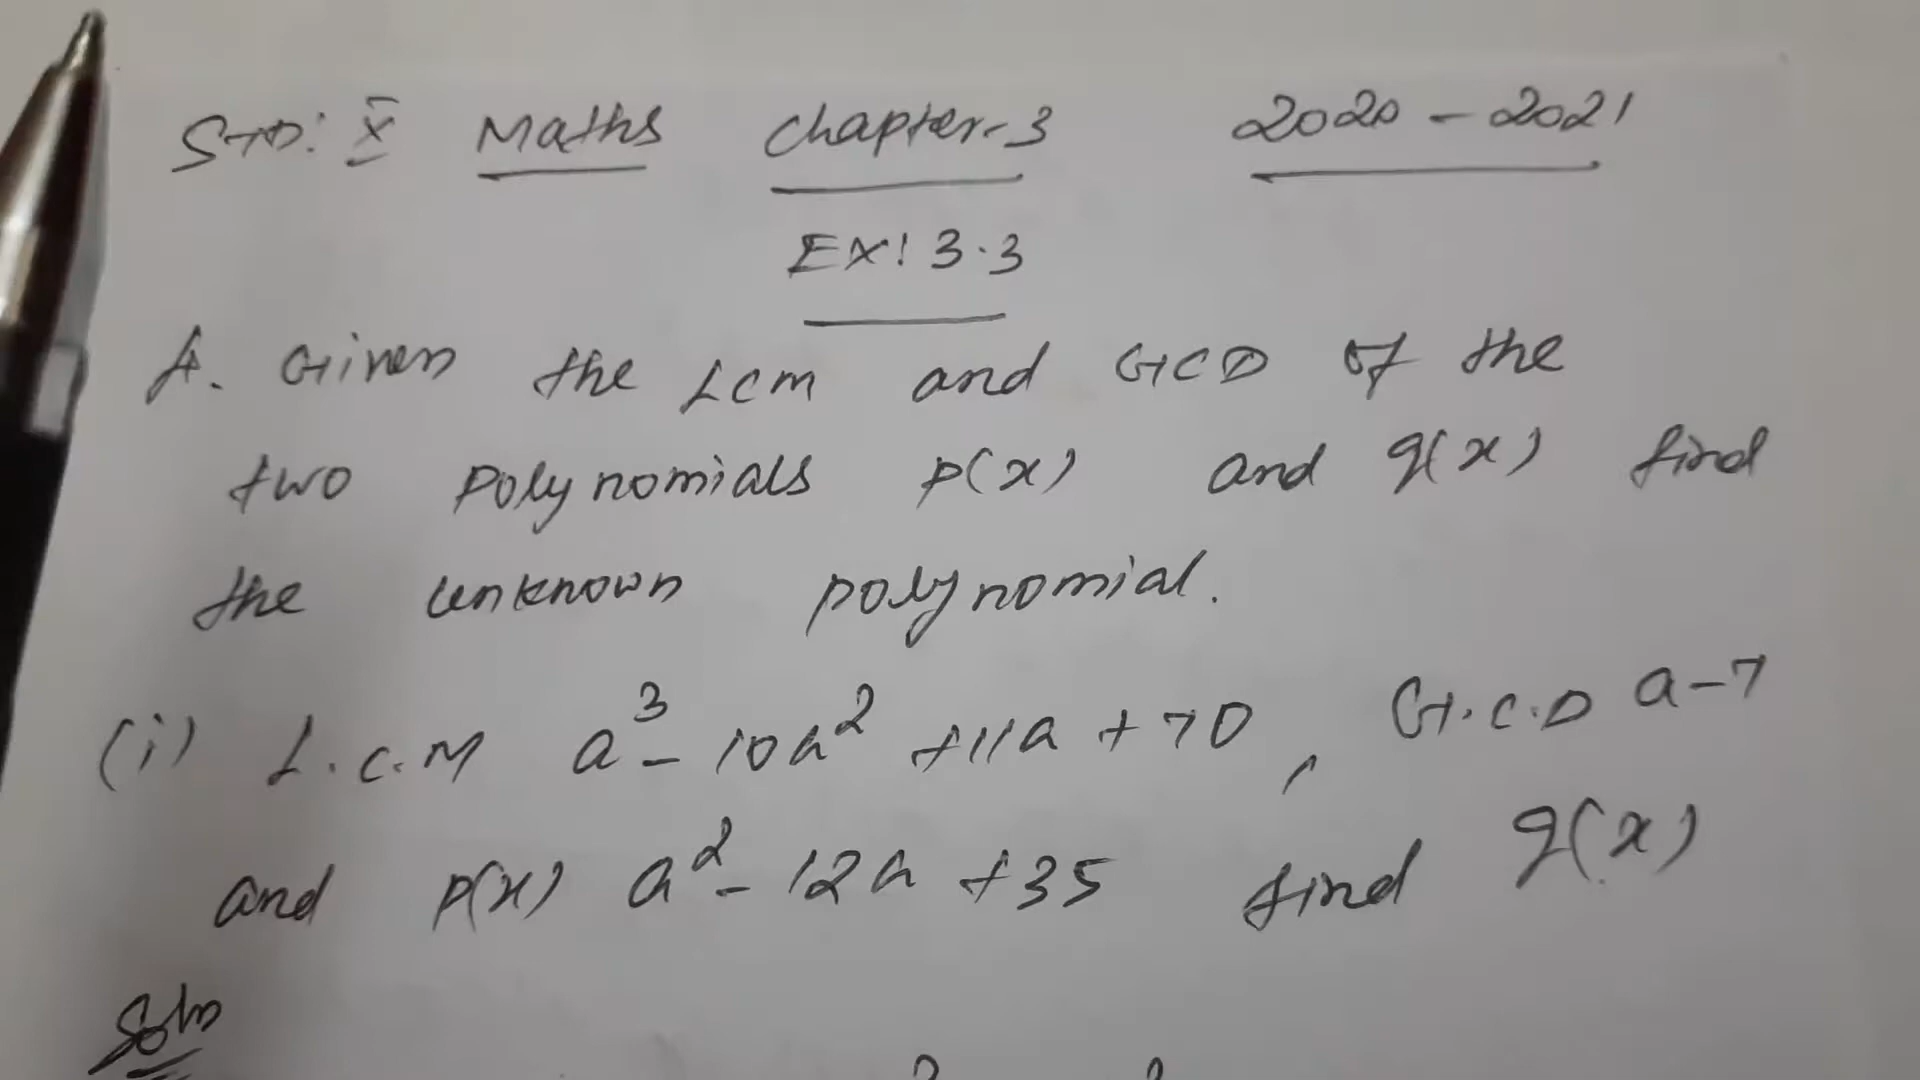 STD: X Maths Chapter-3 2020-2021
EX: 3.3
4. Given the LCM and GCD of the
two polynomials p(x) and q(x) find
the unknown polynomial.
(i) L.C.M a³-10a²+11a+70, G.C.D a-7
and p(x) a²-12a+35 find q(x)
Soln